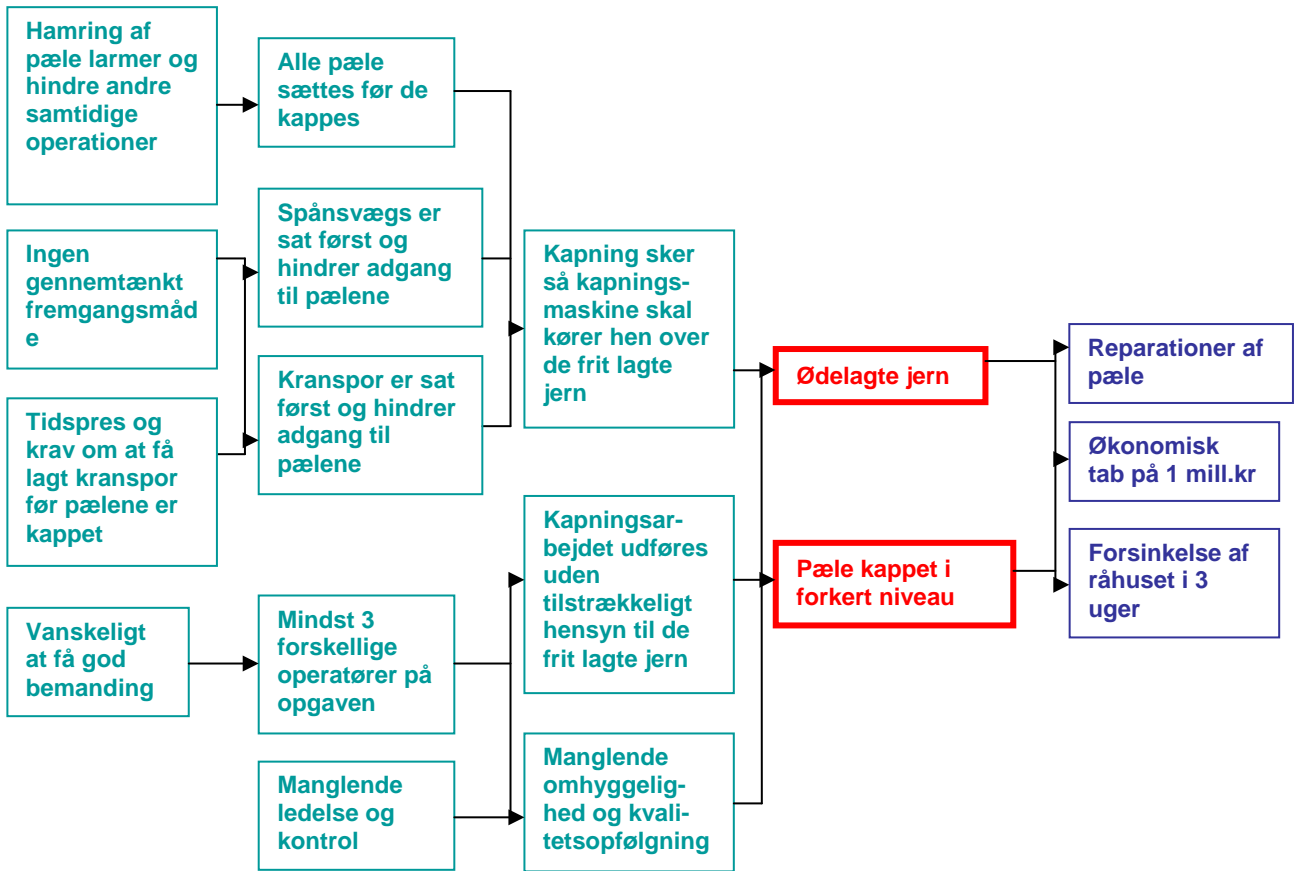 Hamring af
pæle larmer og
hindre andre
samtidige
operationer
Alle pæle
sættes før de
kappes
Ingen
gennemtænkt
fremgangsmåd
e
Spånsvægs er
sat først og
hindrer adgang
til pælene
Kapning sker
så kapnings-
maskine skal
kører hen over
de frit lagte
jern
Tidspres og
krav om at få
lagt kranspor
før pælene er
kappet
Kranspor er sat
først og hindrer
adgang til
pælene
Ødelagte jern
Reparationer af
pæle
Økonomisk
tab på 1 mill.kr
Vanskeligt
at få god
bemanding
Mindst 3
forskellige
operatører på
opgaven
Kapningsar-
bejdet udføres
uden
tilstrækkeligt
hensyn til de
frit lagte jern
Pæle kappet i
forkert niveau
Forsinkelse af
råhuset i 3
uger
Manglende
ledelse og
kontrol
Manglende
omhyggelig-
hed og kvali-
tetsopfølgning